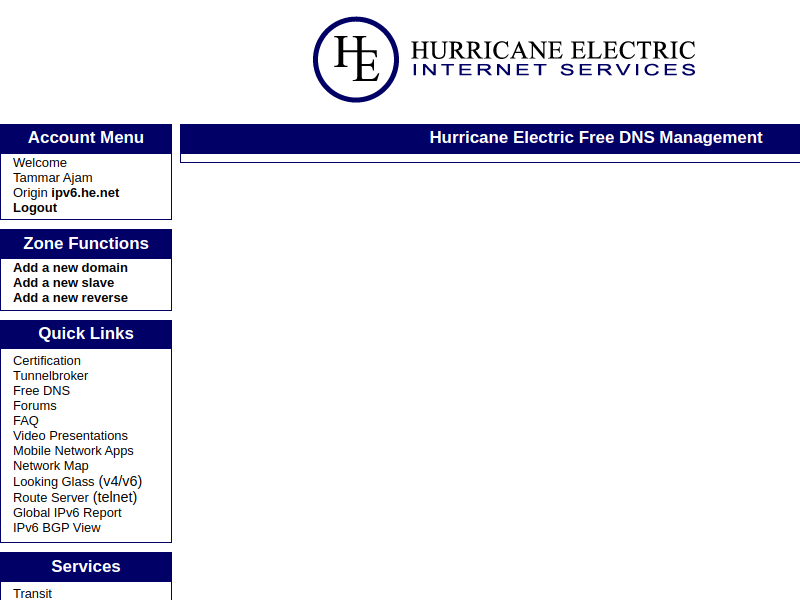 HE
HURRICANE ELECTRIC
INTERNET SERVICES
Account Menu
Welcome
Tammar Ajam
Origin ipv6.he.net
Logout
Zone Functions
Add a new domain
Add a new slave
Add a new reverse
Quick Links
Certification
Tunnelbroker
Free DNS
Forums
FAQ
Video Presentations
Mobile Network Apps
Network Map
Looking Glass (v4/v6)
Route Server (telnet)
Global IPv6 Report
IPv6 BGP View
Services
Transit
Hurricane Electric Free DNS Management